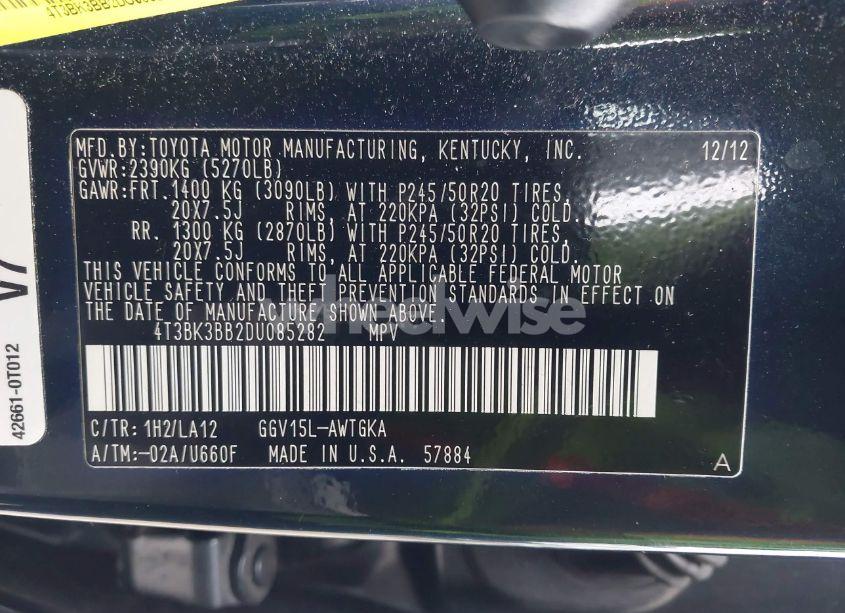 MFD.BY:TOYOTA MOTOR MANUFACTURING, KENTUCKY, INC. 12/12
GVWR:2390KG (5270LB)
GAWR:FRT. 1400 KG (3090LB) WITH P245/50R20 TIRES,
20X7.5J RIMS, AT 220KPA (32PSI) COLD.
RR. 1300 KG (2870LB) WITH P245/50R20 TIRES,
20X7.5J RIMS, AT 220KPA (32PSI) COLD.
THIS VEHICLE CONFORMS TO ALL APPLICABLE FEDERAL MOTOR
VEHICLE SAFETY AND THEFT PREVENTION STANDARDS IN EFFECT ON
THE DATE OF MANUFACTURE SHOWN ABOVE.
4T3BK3BB2DU085282 MPV
C/TR: 1H2/LA12 GGV15L-AWTGKA
A/TM:-02A/U660F MADE IN U.S.A. 57884 A
42661-0T012
V7
wheelwise